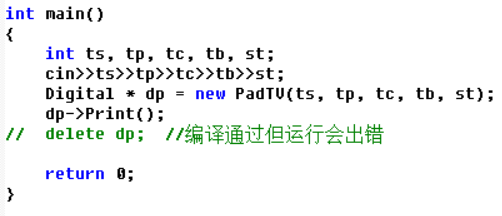 int main()
{
int ts, tp, tc, tb, st;
cin>>ts>>tp>>tc>>tb>>st;
Digital * dp = new PadTV(ts, tp, tc, tb, st);
dp->Print();
//  delete dp;  //编译通过但运行会出错
return 0;
}